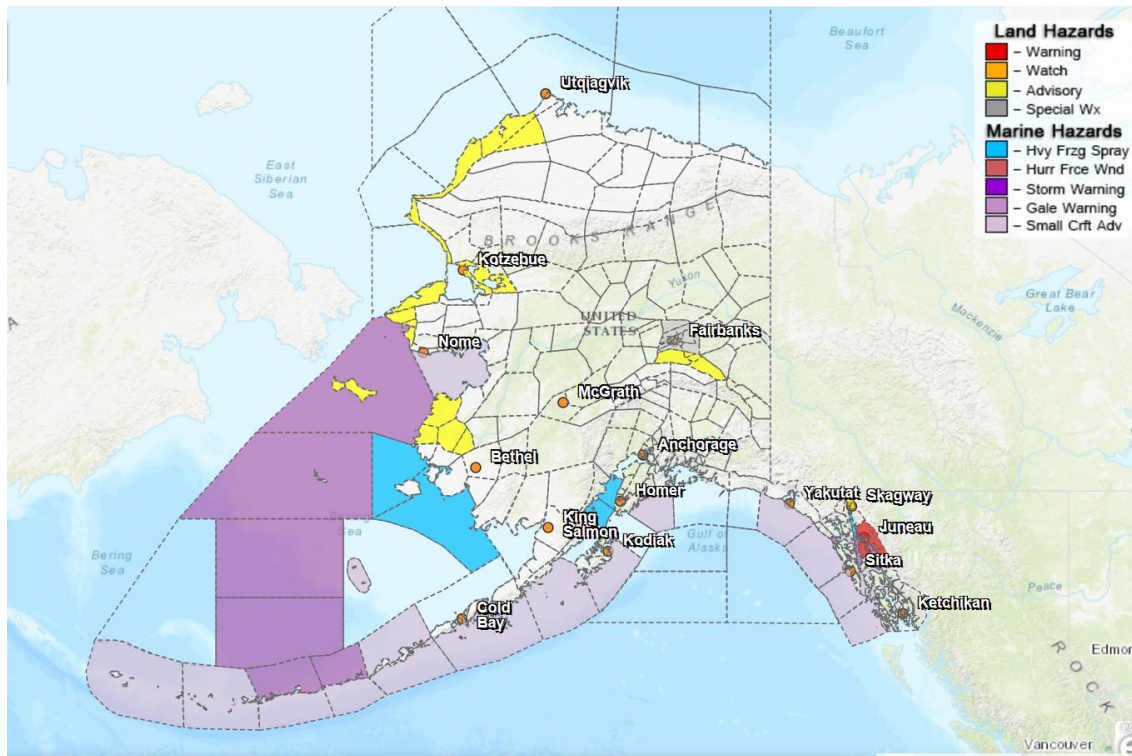 Beaufort
Sea
Land Hazards
– Warning
– Watch
– Advisory
– Special Wx
Marine Hazards
– Hvy Frzg Spray
– Hurr Frce Wnd
– Storm Warning
– Gale Warning
– Small Crft Adv
Utqiagvik
East
Siberian
Sea
BROOKS RANGE
Kotzebue
Yukon
Great Bear
Lake
Mackenzie
UNITED
STATES
Fairbanks
Nome
McGrath
Anchorage
Bethel
Homer
Yakutat
Skagway
King
Salmon
Kodiak
Juneau
Bering
Sea
Bering
Sea
Gulf of
Alaska
Sitka
Peace
Cold
Bay
Ketchikan
Edmon
ROCK
Vancouver